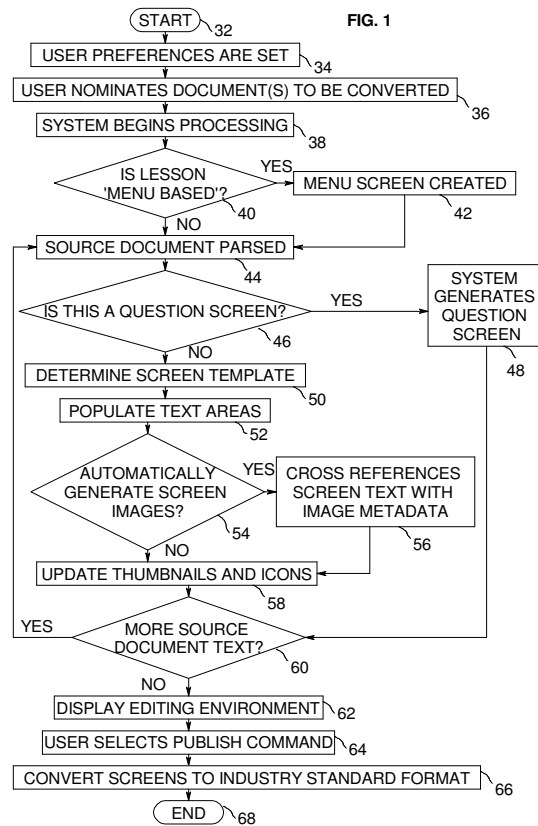 START
FIG. 1
32
USER PREFERENCES ARE SET
34
USER NOMINATES DOCUMENT(S) TO BE CONVERTED
36
SYSTEM BEGINS PROCESSING
38
IS LESSON
'MENU BASED'?
40
YES
MENU SCREEN CREATED
42
NO
SOURCE DOCUMENT PARSED
44
IS THIS A QUESTION SCREEN?
46
YES
SYSTEM
GENERATES
QUESTION
SCREEN
48
NO
DETERMINE SCREEN TEMPLATE
50
POPULATE TEXT AREAS
52
AUTOMATICALLY
GENERATE SCREEN
IMAGES?
54
YES
CROSS REFERENCES
SCREEN TEXT WITH
IMAGE METADATA
56
NO
UPDATE THUMBNAILS AND ICONS
58
YES
MORE SOURCE
DOCUMENT TEXT?
60
NO
DISPLAY EDITING ENVIRONMENT
62
USER SELECTS PUBLISH COMMAND
64
CONVERT SCREENS TO INDUSTRY STANDARD FORMAT
66
END
68